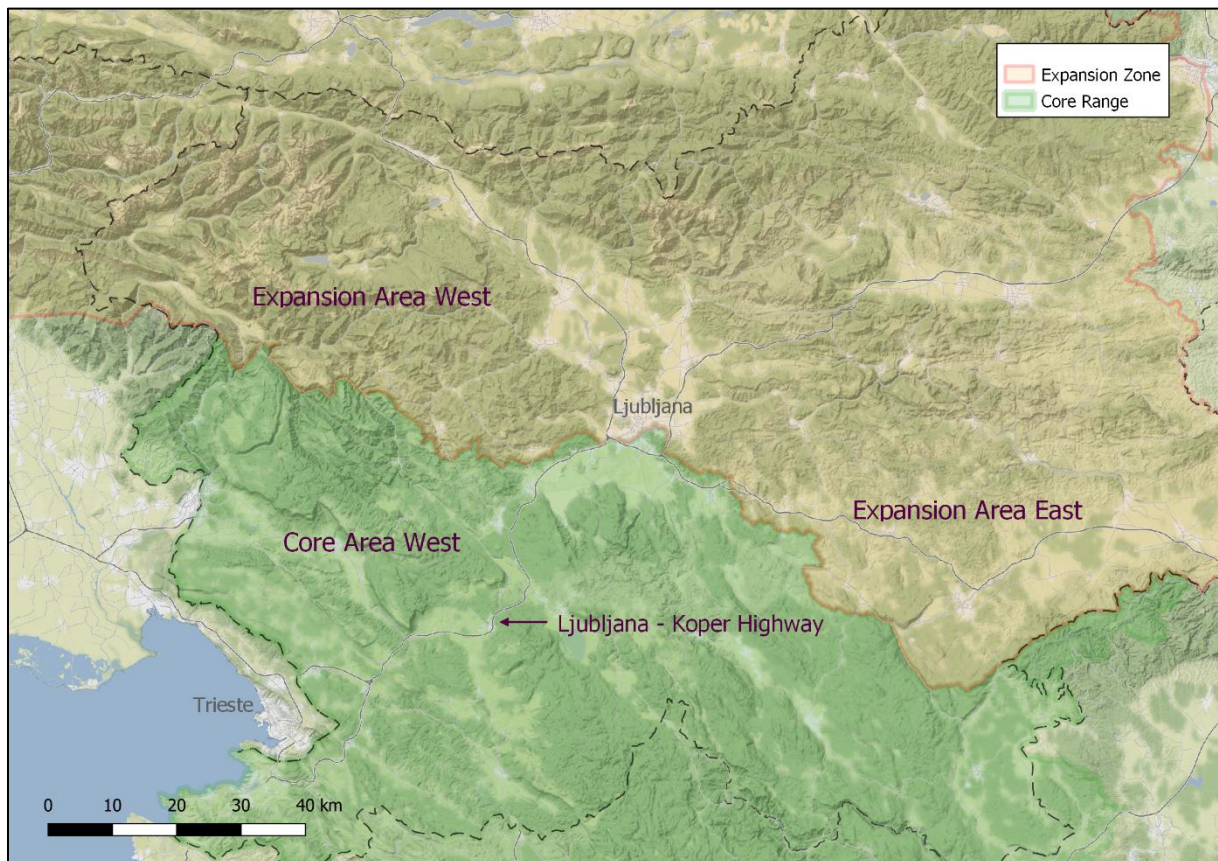 Expansion Zone
Core Range
Expansion Area West
Ljubljana
Expansion Area East
Core Area West
Ljubljana - Koper Highway
Trieste
0 10 20 30 40 km